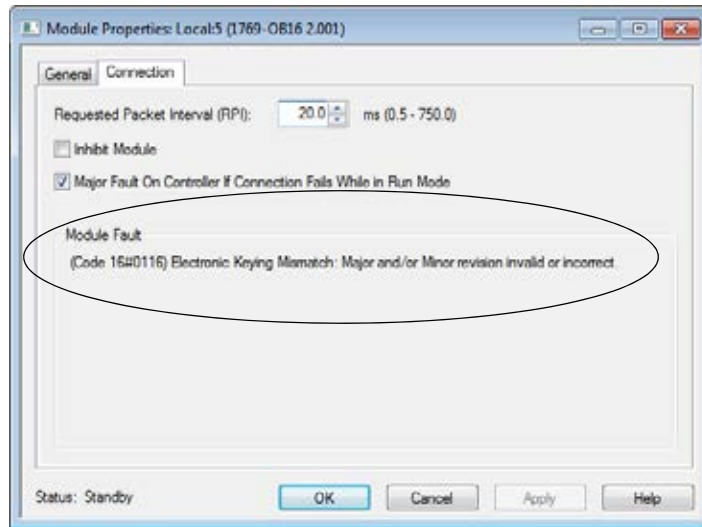 Module Properties: Local:5 (1769-OB16 2.001)
General Connection
Requested Packet Interval (RPI): 20.0 ms (0.5 - 750.0)
Inhibit Module
Major Fault On Controller If Connection Fails While in Run Mode
Module Fault
(Code 16#0116) Electronic Keying Mismatch: Major and/or Minor revision invalid or incorrect.
Status: Standby OK Cancel Apply Help